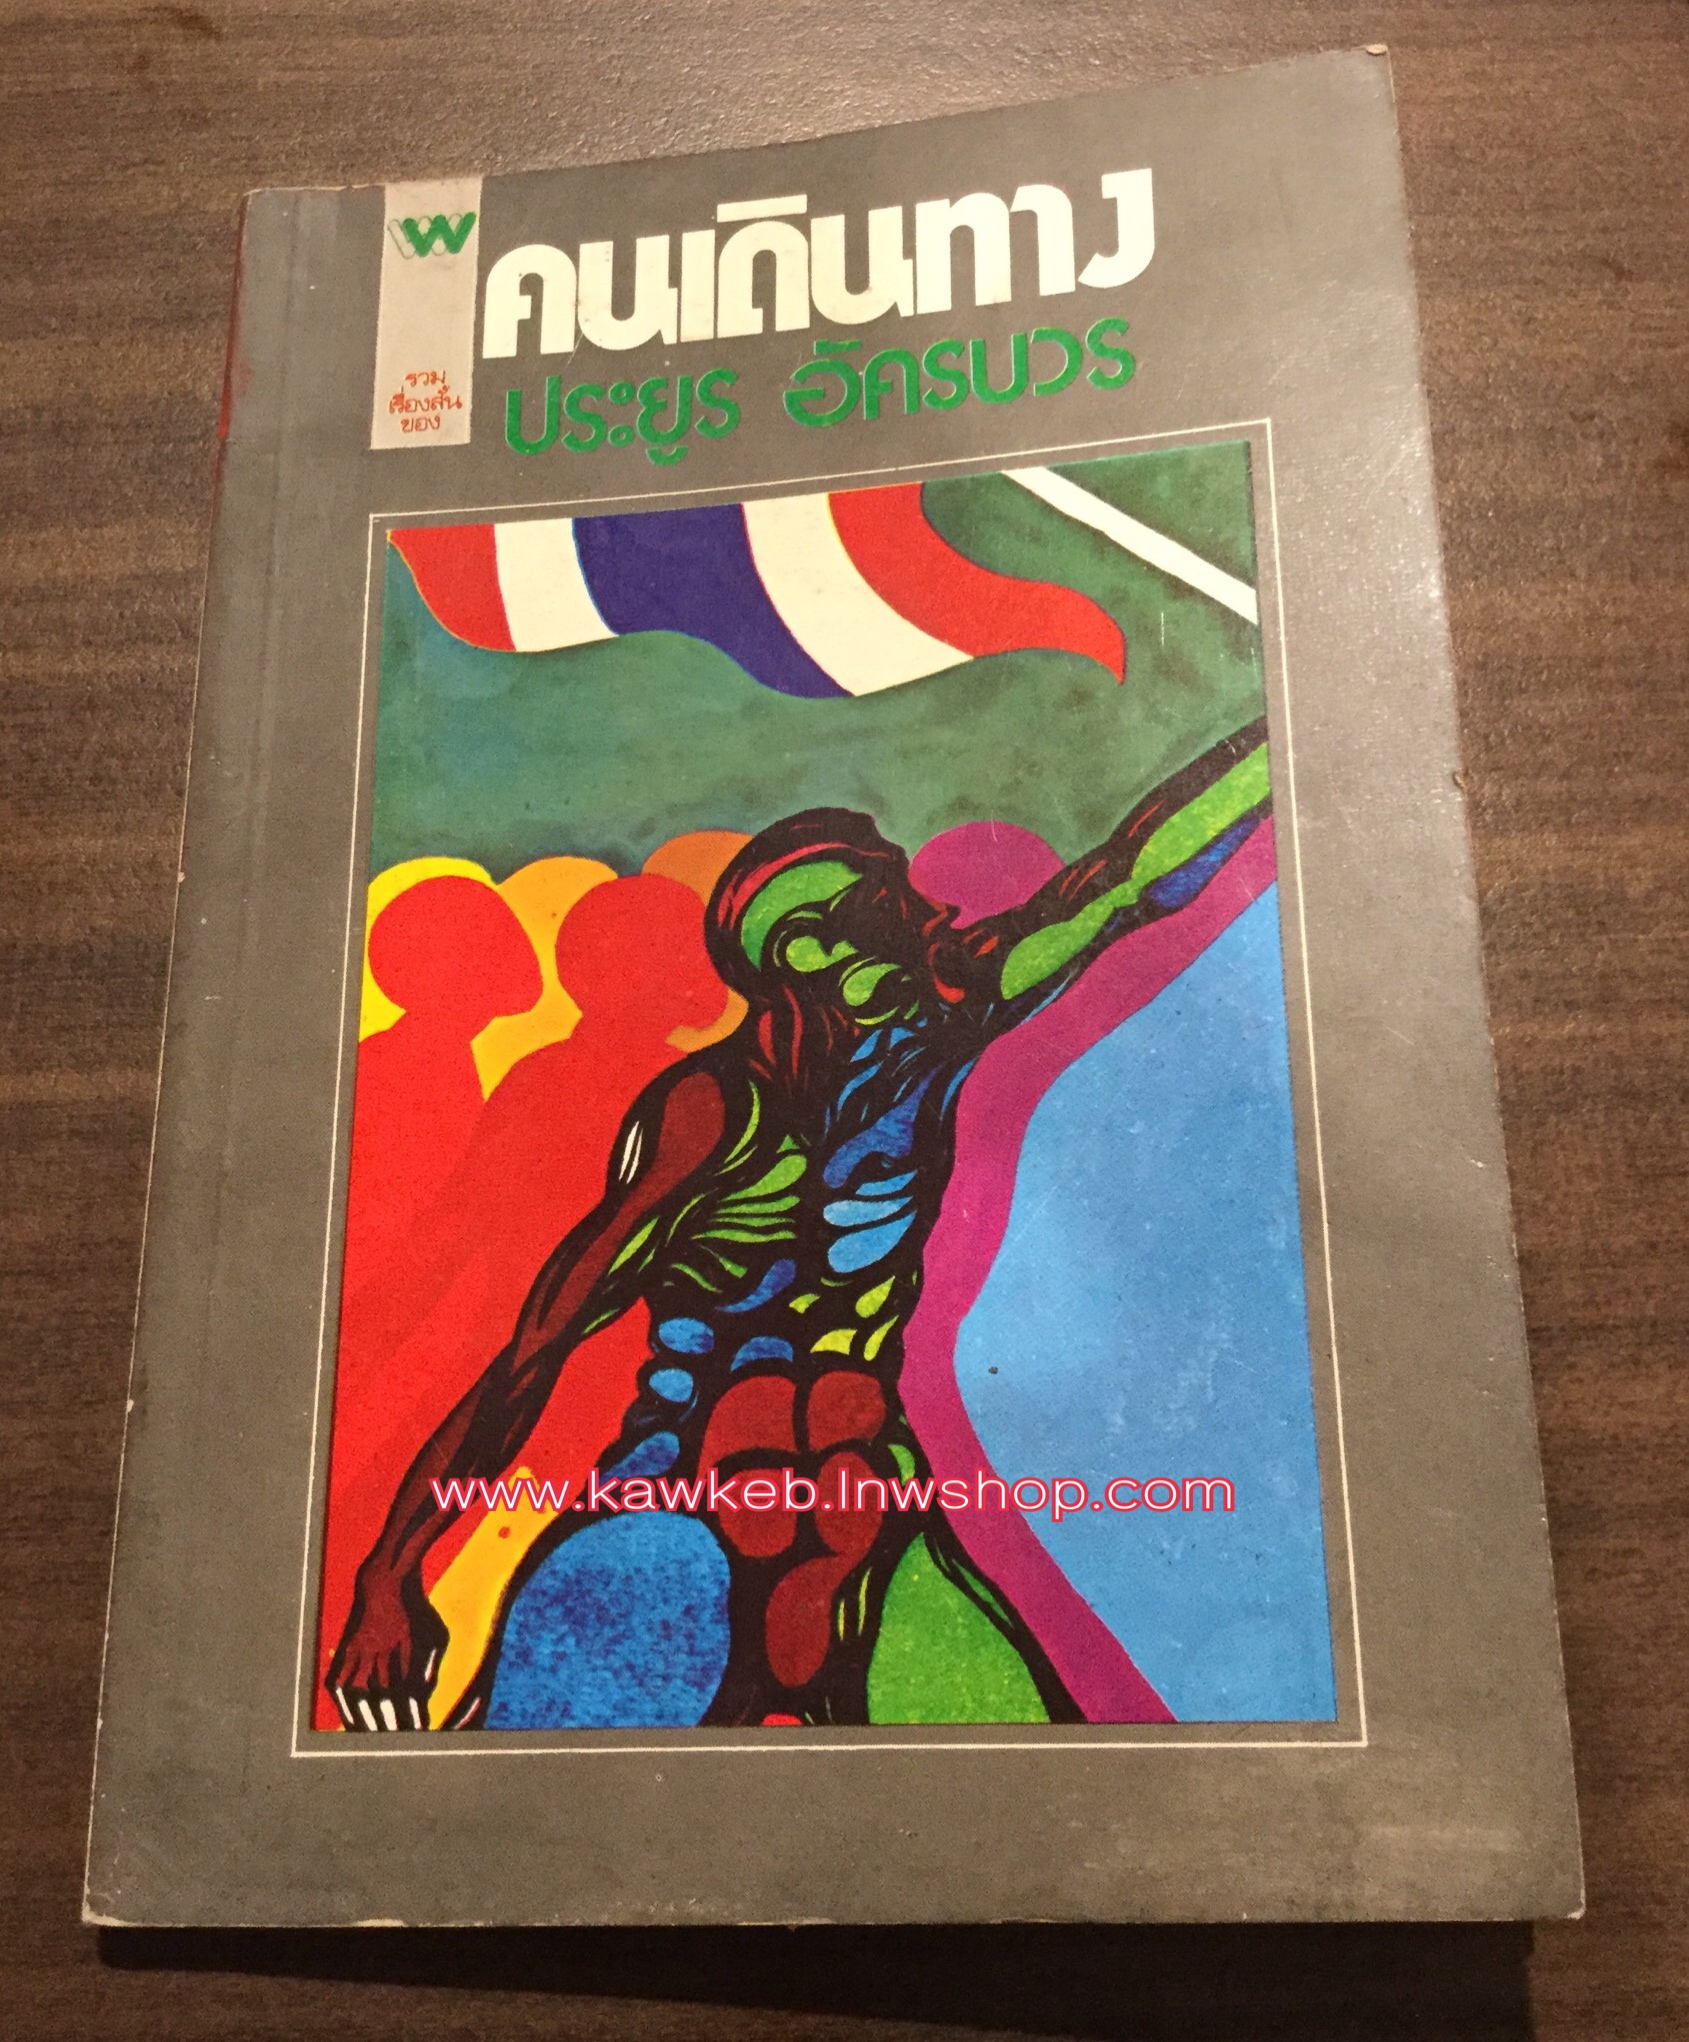 W
คนเดินทาง
รวม
เรื่องสั้น
ของ
ประยูร อัครบวร
www.kawkeb.lnwshop.com